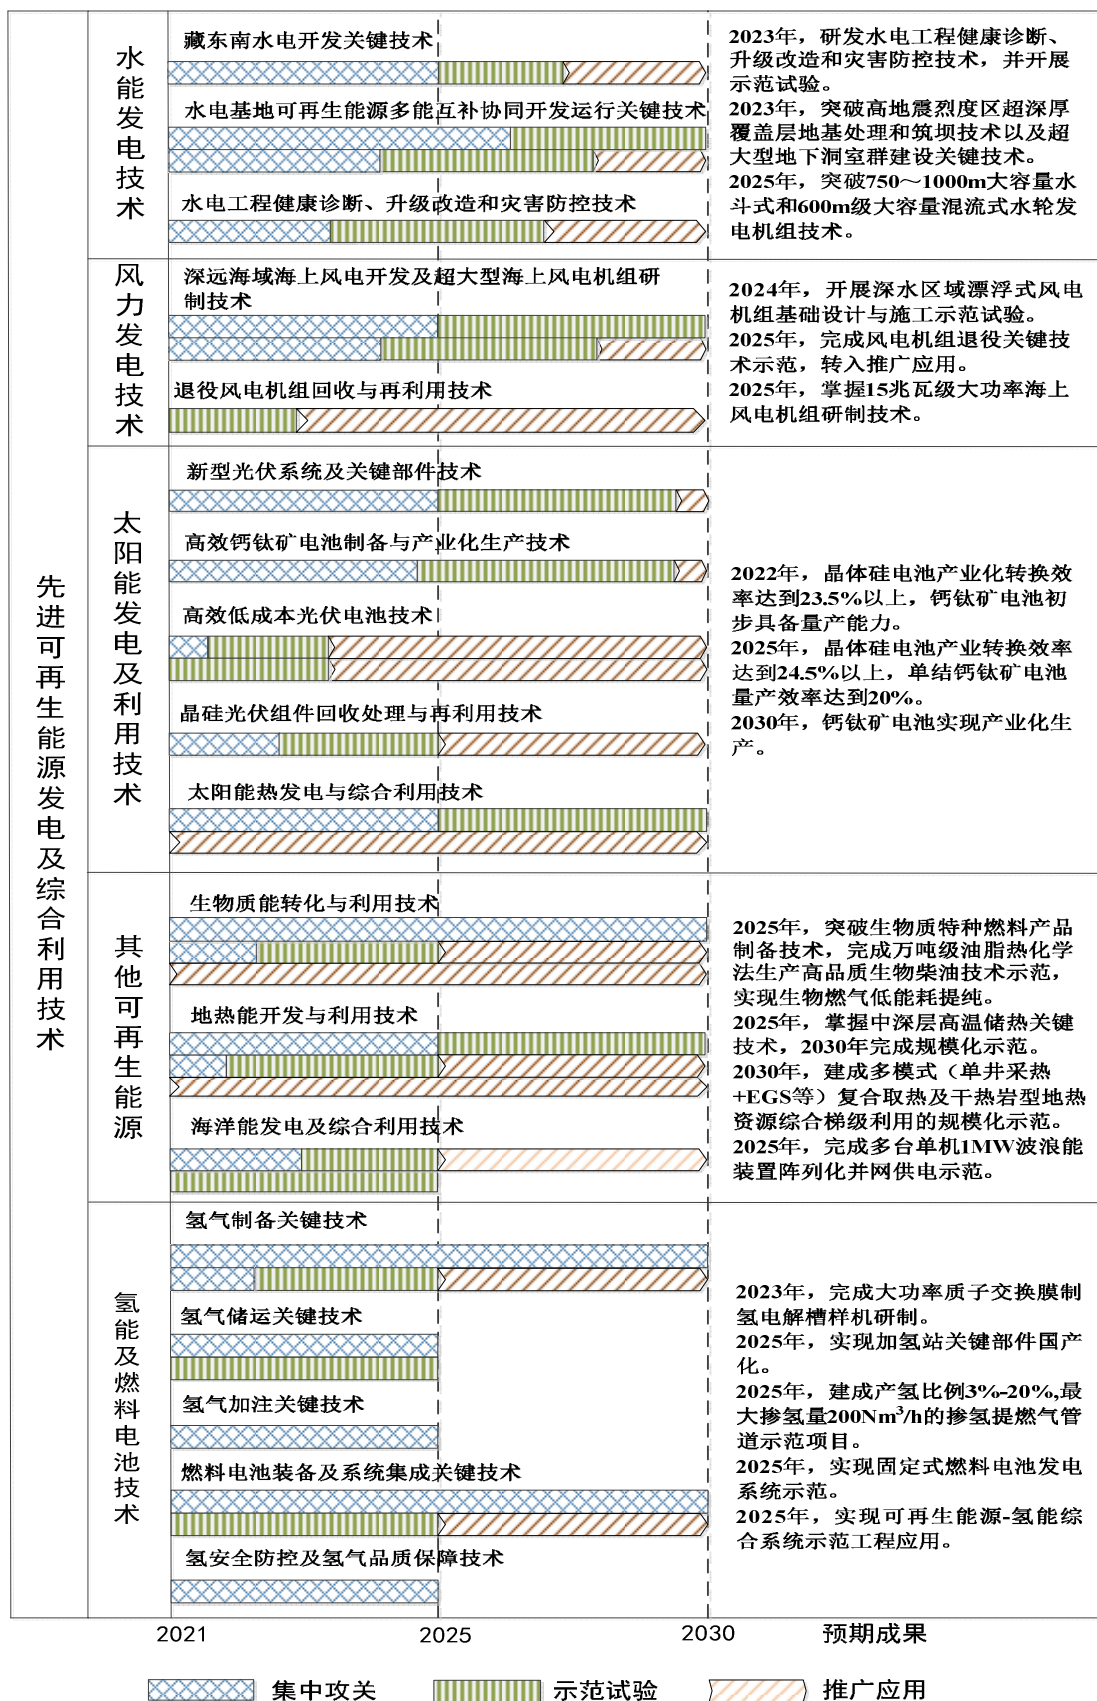 先进可再生能源发电及综合利用技术
水能发电技术
藏东南水电开发关键技术
水电基地可再生能源多能互补协同开发运行关键技术
水电工程健康诊断、升级改造和灾害防控技术
2023年，研发水电工程健康诊断、
升级改造和灾害防控技术，并开展
示范试验。
2023年，突破高地震烈度区超深厚
覆盖层地基处理和筑坝技术以及超
大型地下洞室群建设关键技术。
2025年，突破750～1000m大容量水
斗式和600m级大容量混流式水轮发
电机组技术。
风力发电技术
深远海域海上风电开发及超大型海上风电机组研
制技术
退役风电机组回收与再利用技术
2024年，开展深水区域漂浮式风电
机组基础设计与施工示范试验。
2025年，完成风电机组退役关键技
术示范，转入推广应用。
2025年，掌握15兆瓦级大功率海上
风电机组研制技术。
太阳能发电及利用技术
新型光伏系统及关键部件技术
高效钙钛矿电池制备与产业化生产技术
高效低成本光伏电池技术
晶硅光伏组件回收处理与再利用技术
太阳能热发电与综合利用技术
2022年，晶体硅电池产业化转换效
率达到23.5%以上，钙钛矿电池初
步具备量产能力。
2025年，晶体硅电池产业转换效率
达到24.5%以上，单结钙钛矿电池
量产效率达到20%。
2030年，钙钛矿电池实现产业化生
产。
其他可再生能源
生物质能转化与利用技术
地热能开发与利用技术
海洋能发电及综合利用技术
2025年，突破生物质特种燃料产品
制备技术，完成万吨级油脂热化学
法生产高品质生物柴油技术示范，
实现生物燃气低能耗提纯。
2025年，掌握中深层高温储热关键
技术，2030年完成规模化示范。
2030年，建成多模式（单井采热
+EGS等）复合取热及干热岩型地热
资源综合梯级利用的规模化示范。
2025年，完成多台单机1MW波浪能
装置阵列化并网供电示范。
氢能及燃料电池技术
氢气制备关键技术
氢气储运关键技术
氢气加注关键技术
燃料电池装备及系统集成关键技术
氢安全防控及氢气品质保障技术
2023年，完成大功率质子交换膜制
氢电解槽样机研制。
2025年，实现加氢站关键部件国产
化。
2025年，建成产氢比例3%-20%,最
大掺氢量200Nm³/h的掺氢提燃气管
道示范项目。
2025年，实现固定式燃料电池发电
系统示范。
2025年，实现可再生能源-氢能综
合系统示范工程应用。
2021 2025 2030 预期成果
集中攻关 示范试验 推广应用